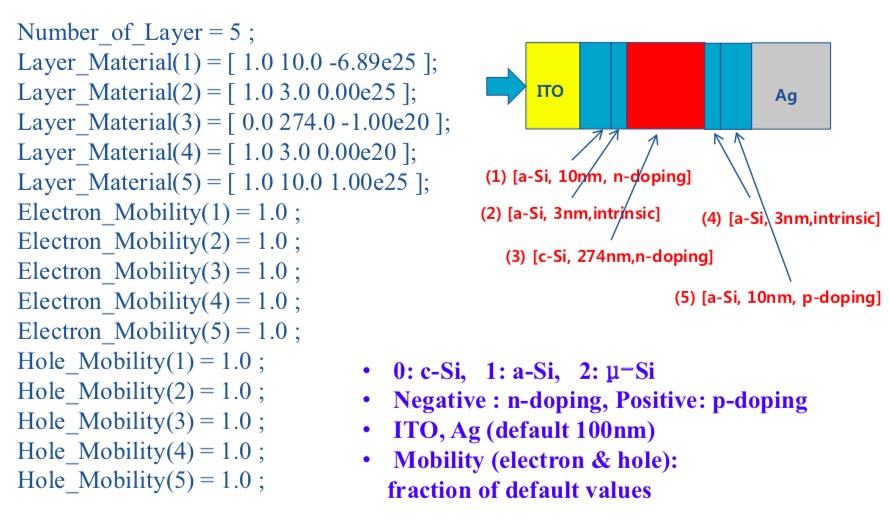 Number_of_Layer = 5 ;
Layer_Material(1) = [ 1.0 10.0 -6.89e25 ];
Layer_Material(2) = [ 1.0 3.0 0.00e25 ];
Layer_Material(3) = [ 0.0 274.0 -1.00e20 ];
Layer_Material(4) = [ 1.0 3.0 0.00e20 ];
Layer_Material(5) = [ 1.0 10.0 1.00e25 ];
Electron_Mobility(1) = 1.0 ;
Electron_Mobility(2) = 1.0 ;
Electron_Mobility(3) = 1.0 ;
Electron_Mobility(4) = 1.0 ;
Electron_Mobility(5) = 1.0 ;
Hole_Mobility(1) = 1.0 ;
Hole_Mobility(2) = 1.0 ;
Hole_Mobility(3) = 1.0 ;
Hole_Mobility(4) = 1.0 ;
Hole_Mobility(5) = 1.0 ;
ITO
Ag
(1) [a-Si, 10nm, n-doping]
(2) [a-Si, 3nm,intrinsic]
(4) [a-Si, 3nm,intrinsic]
(3) [c-Si, 274nm,n-doping]
(5) [a-Si, 10nm, p-doping]
• 0: c-Si, 1: a-Si, 2: μ-Si
• Negative : n-doping, Positive: p-doping
• ITO, Ag (default 100nm)
• Mobility (electron & hole):
fraction of default values